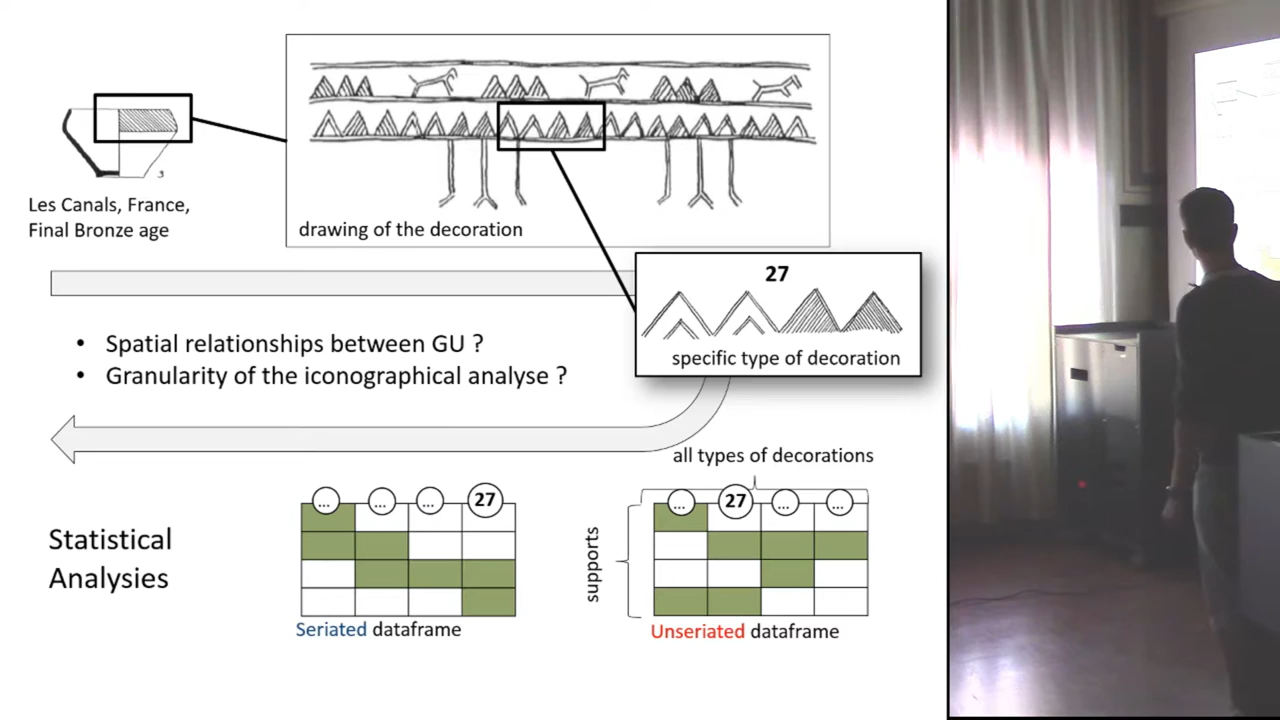 3
Les Canals, France,
Final Bronze age
drawing of the decoration
27
specific type of decoration
• Spatial relationships between GU ?
• Granularity of the iconographical analyse ?
all types of decorations
... ... ... 27
... 27 ... ...
Statistical
Analysies
supports
Seriated dataframe
Unseriated dataframe